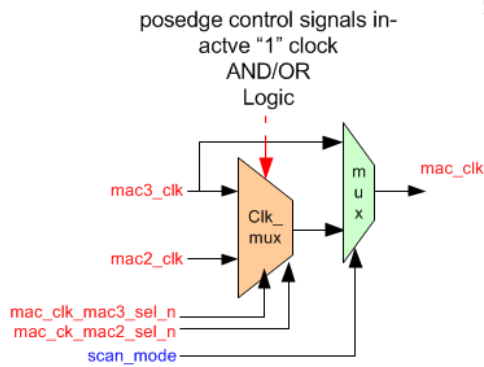 posedge control signals in-
actve “1” clock
AND/OR
Logic
mac3_clk
mac2_clk
mac_clk_mac3_sel_n
mac_ck_mac2_sel_n
scan_mode
Clk_
mux
m
u
x
mac_clk